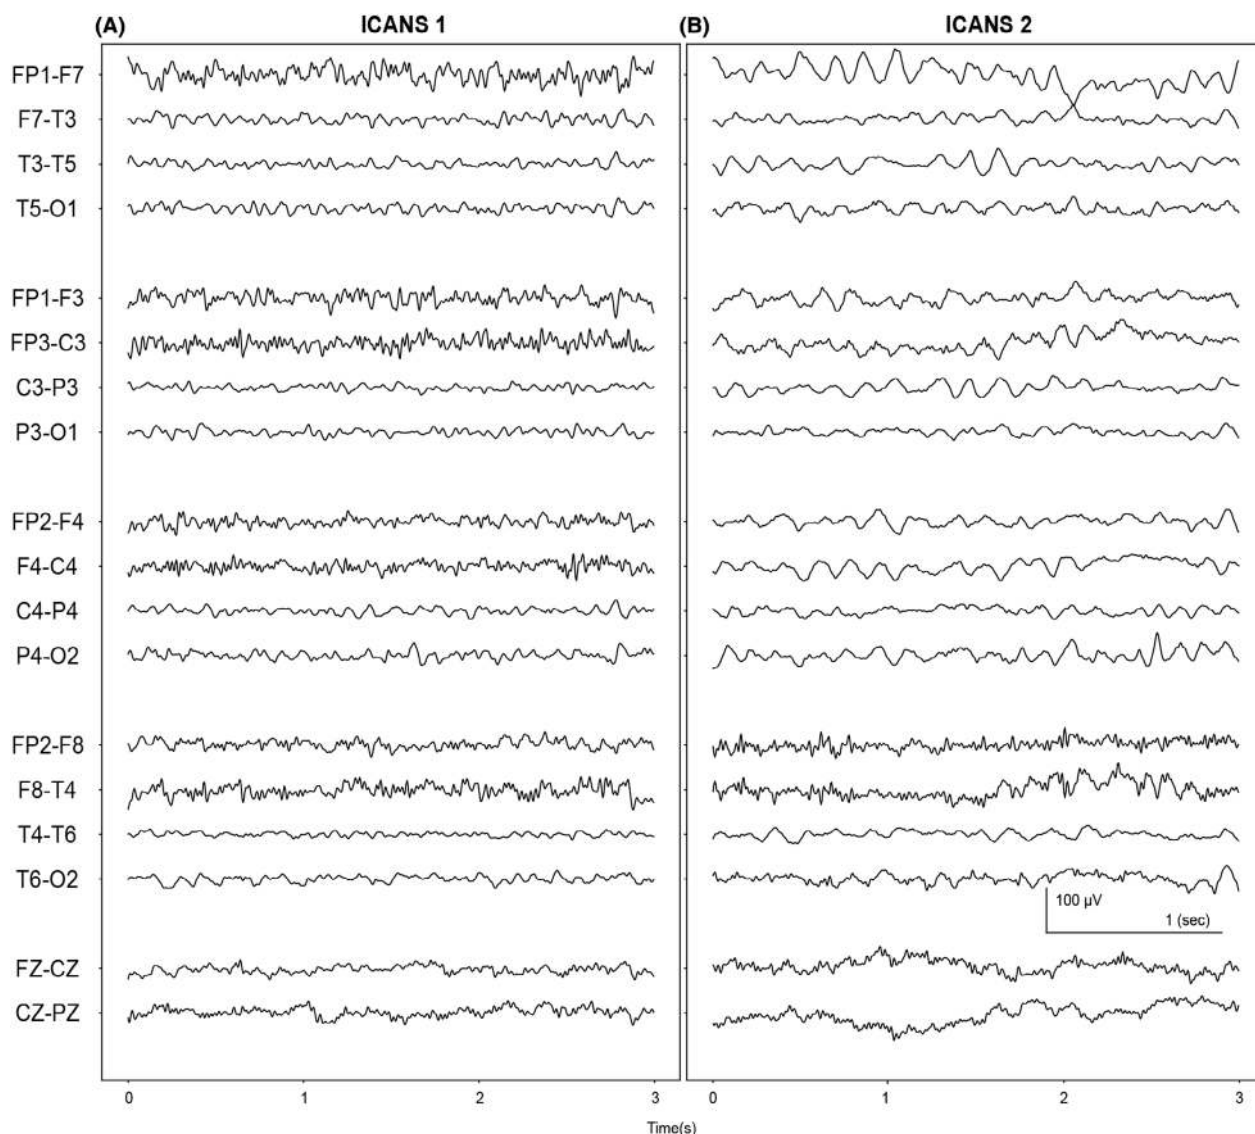 (A) ICANS 1 (B) ICANS 2
FP1-F7
F7-T3
T3-T5
T5-O1
FP1-F3
FP3-C3
C3-P3
P3-O1
FP2-F4
F4-C4
C4-P4
P4-O2
FP2-F8
F8-T4
T4-T6
T6-O2
100 µV
1 (sec)
FZ-CZ
CZ-PZ
0 1 2 3 0 1 2 3
Time(s)